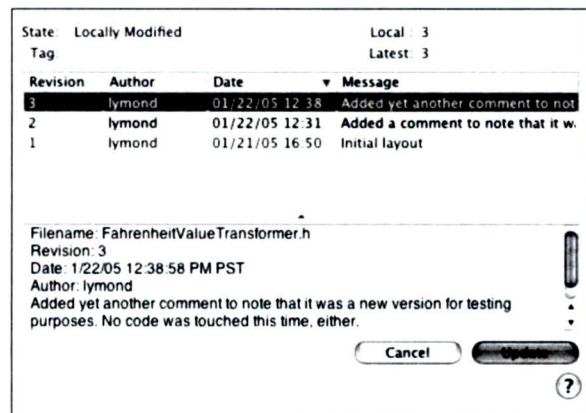 State: Locally Modified Local : 3
Tag: Latest: 3
Revision Author Date ▼ Message
3 lymond 01/22/05 12:38 Added yet another comment to not
2 lymond 01/22/05 12:31 Added a comment to note that it w
1 lymond 01/21/05 16:50 Initial layout
Filename: FahrenheitValueTransformer.h
Revision: 3
Date: 1/22/05 12:38:58 PM PST
Author: lymond
Added yet another comment to note that it was a new version for testing
purposes. No code was touched this time, either.
Cancel Update
?